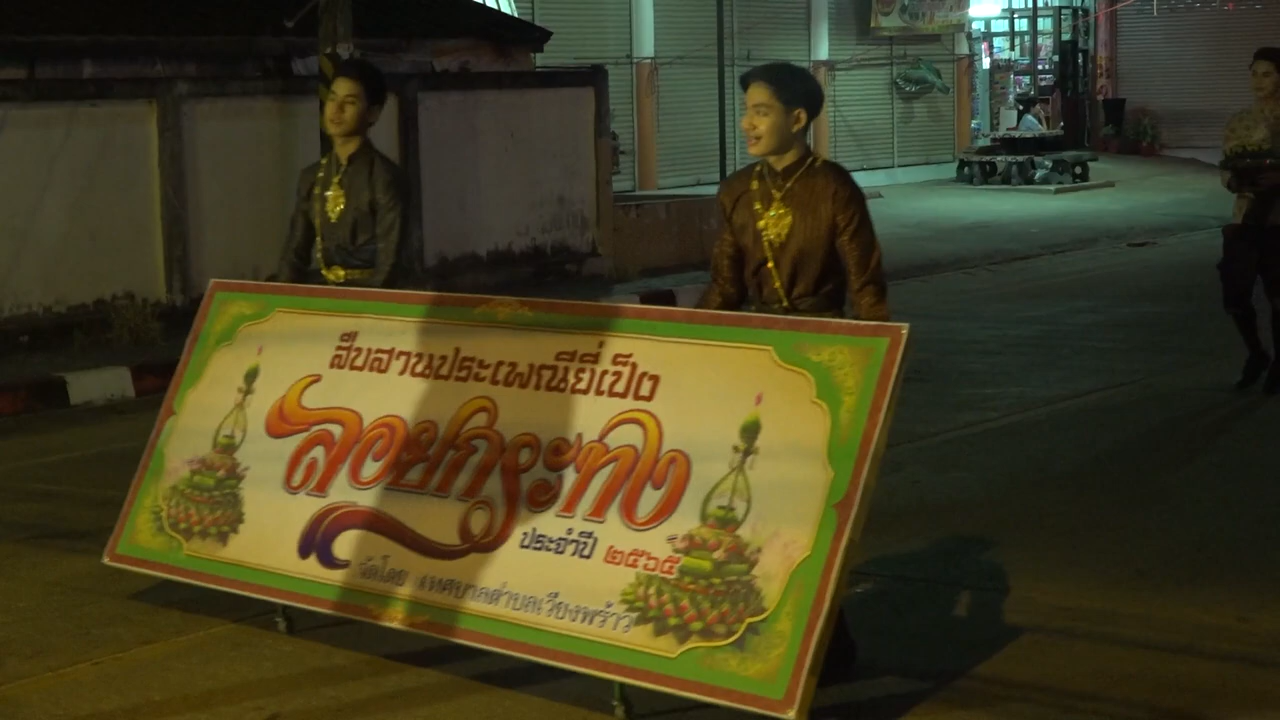 สืบสานประเพณียี่เป็ง
ลอยกระทง
ประจำปี ๒๕๖๕
จัดโดย เทศบาลตำบลเวียงพร้าว